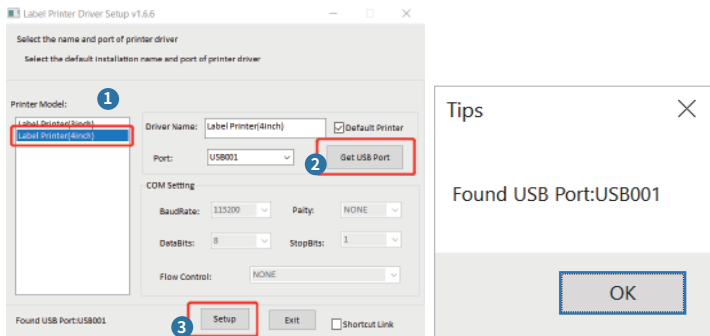 Label Printer Driver Setup v1.6.6
Select the name and port of printer driver
Select the default installation name and port of printer driver
Printer Model:
1
Label Printer(3inch)
Label Printer(4inch)
Driver Name: Label Printer(4inch) Default Printer
Port: USB001 2 Get USB Port
COM Setting
BaudRate: 115200 Paity: NONE
DataBits: 8 StopBits: 1
Flow Control: NONE
Found USB Port:USB001 3 Setup Exit Shortcut Link
Tips
Found USB Port:USB001
OK